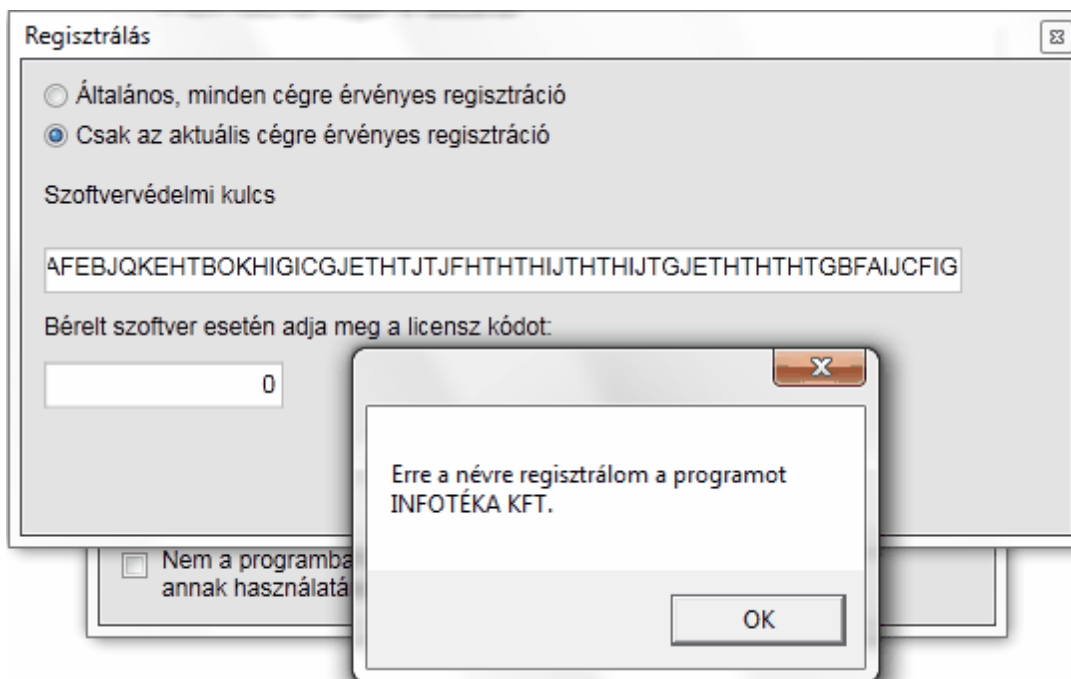 Regisztrálás
Általános, minden cégre érvényes regisztráció
Csak az aktuális cégre érvényes regisztráció
Szoftvervédelmi kulcs
AFEBJQKEHTBOKHIGICGJETHTJTJFHTHTHIJTHTHIJTGJETHTHTHTGBFAIJCFIG
Bérelt szoftver esetén adja meg a licensz kódot:
0
Erre a névre regisztrálom a programot
INFOTÉKA KFT.
OK
Nem a programba
annak használatá